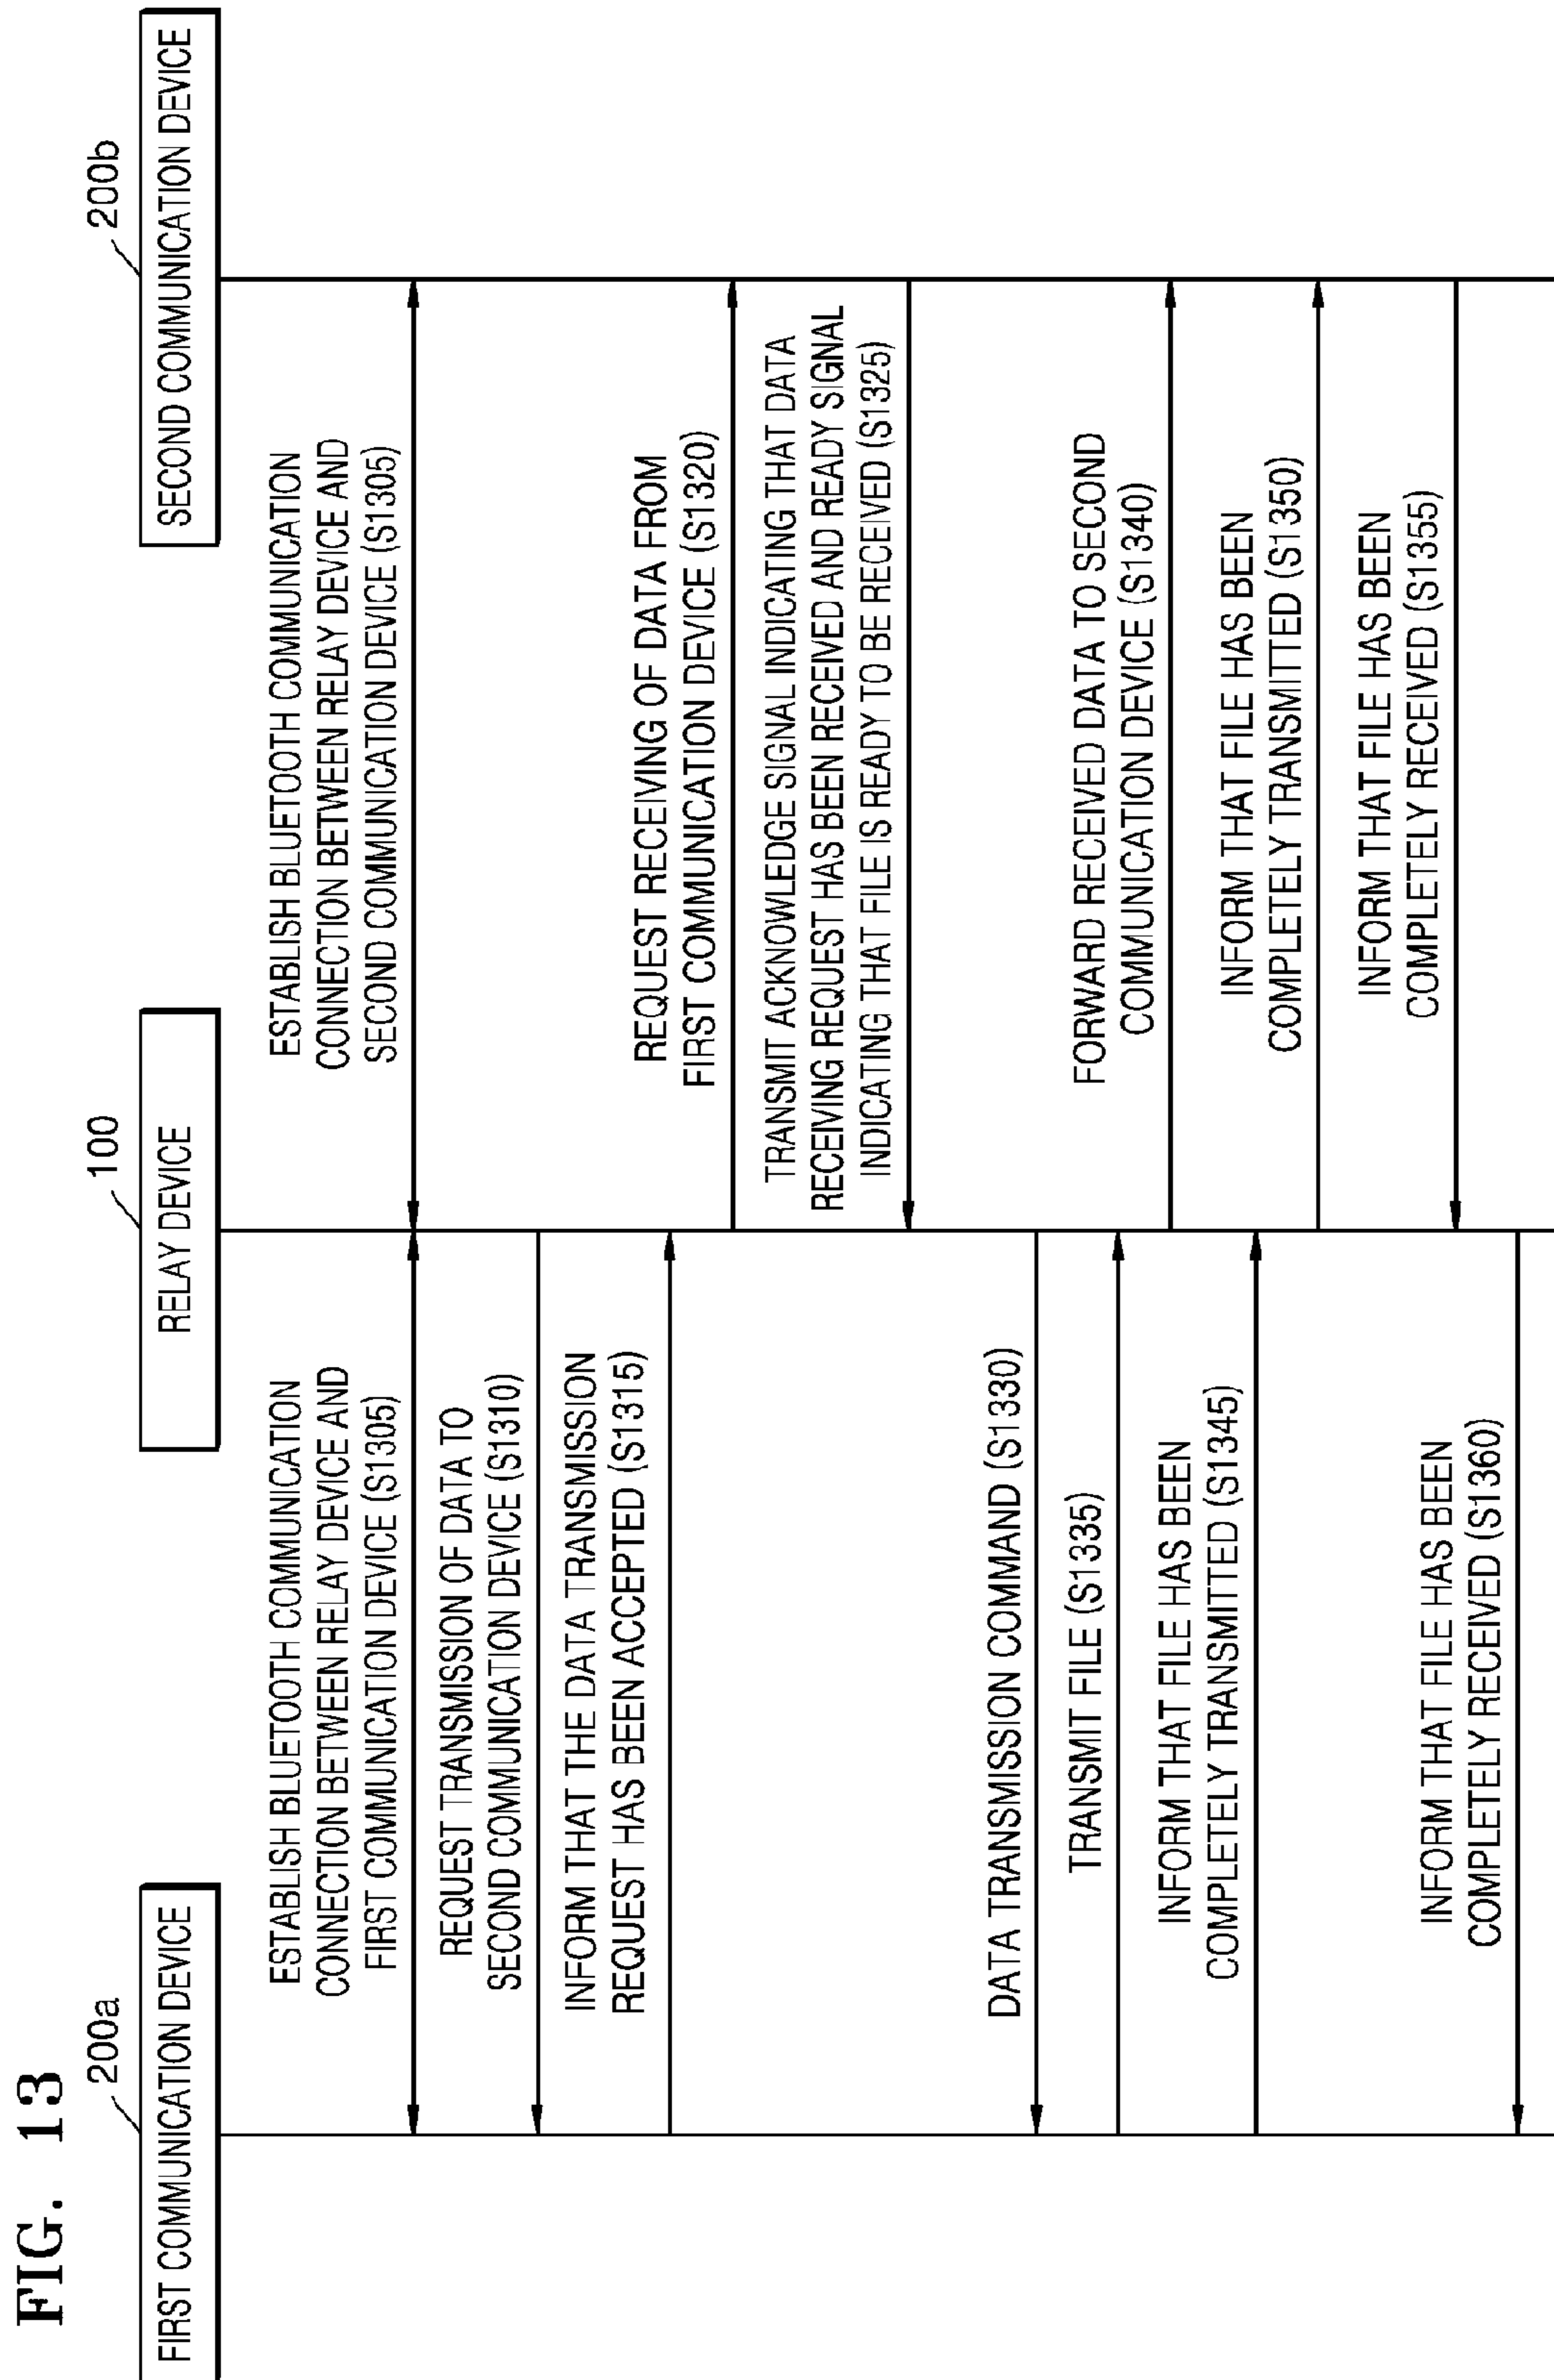 FIG. 13
200a
100
200b
FIRST COMMUNICATION DEVICE
RELAY DEVICE
SECOND COMMUNICATION DEVICE
ESTABLISH BLUETOOTH COMMUNICATION
CONNECTION BETWEEN RELAY DEVICE AND
FIRST COMMUNICATION DEVICE (S1305)
ESTABLISH BLUETOOTH COMMUNICATION
CONNECTION BETWEEN RELAY DEVICE AND
SECOND COMMUNICATION DEVICE (S1305)
REQUEST TRANSMISSION OF DATA TO
SECOND COMMUNICATION DEVICE (S1310)
INFORM THAT THE DATA TRANSMISSION
REQUEST HAS BEEN ACCEPTED (S1315)
REQUEST RECEIVING OF DATA FROM
FIRST COMMUNICATION DEVICE (S1320)
TRANSMIT ACKNOWLEDGE SIGNAL INDICATING THAT DATA
RECEIVING REQUEST HAS BEEN RECEIVED AND READY SIGNAL
INDICATING THAT FILE IS READY TO BE RECEIVED (S1325)
DATA TRANSMISSION COMMAND (S1330)
TRANSMIT FILE (S1335)
FORWARD RECEIVED DATA TO SECOND
COMMUNICATION DEVICE (S1340)
INFORM THAT FILE HAS BEEN
COMPLETELY TRANSMITTED (S1345)
INFORM THAT FILE HAS BEEN
COMPLETELY TRANSMITTED (S1350)
INFORM THAT FILE HAS BEEN
COMPLETELY RECEIVED (S1355)
INFORM THAT FILE HAS BEEN
COMPLETELY RECEIVED (S1360)